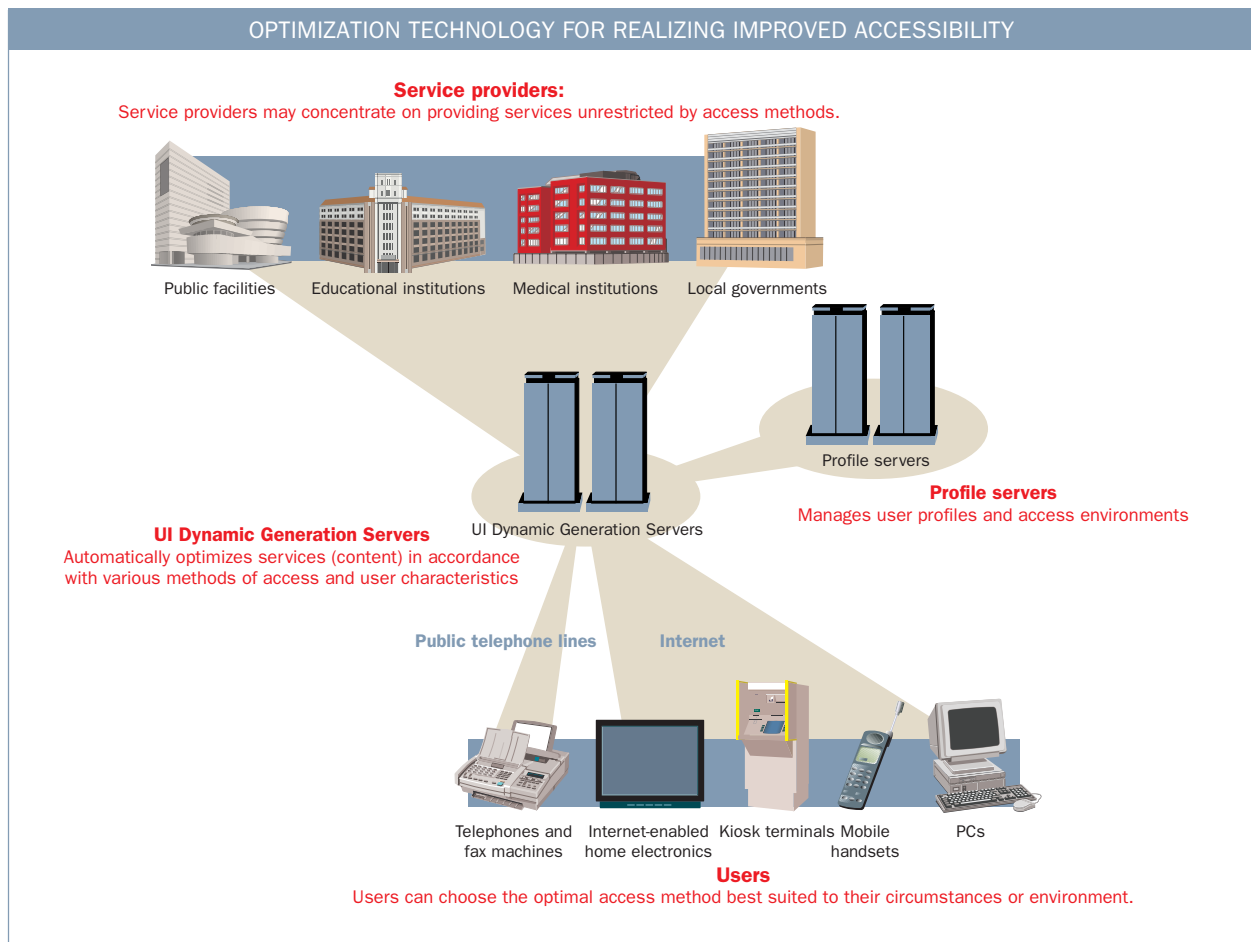 OPTIMIZATION TECHNOLOGY FOR REALIZING IMPROVED ACCESSIBILITY
Service providers:
Service providers may concentrate on providing services unrestricted by access methods.
Public facilities
Educational institutions
Medical institutions
Local governments
Profile servers
Profile servers
Manages user profiles and access environments
UI Dynamic Generation Servers
UI Dynamic Generation Servers
Automatically optimizes services (content) in accordance
with various methods of access and user characteristics
Public telephone lines
Internet
Telephones and
fax machines
Internet-enabled
home electronics
Kiosk terminals
Mobile
handsets
PCs
Users
Users can choose the optimal access method best suited to their circumstances or environment.